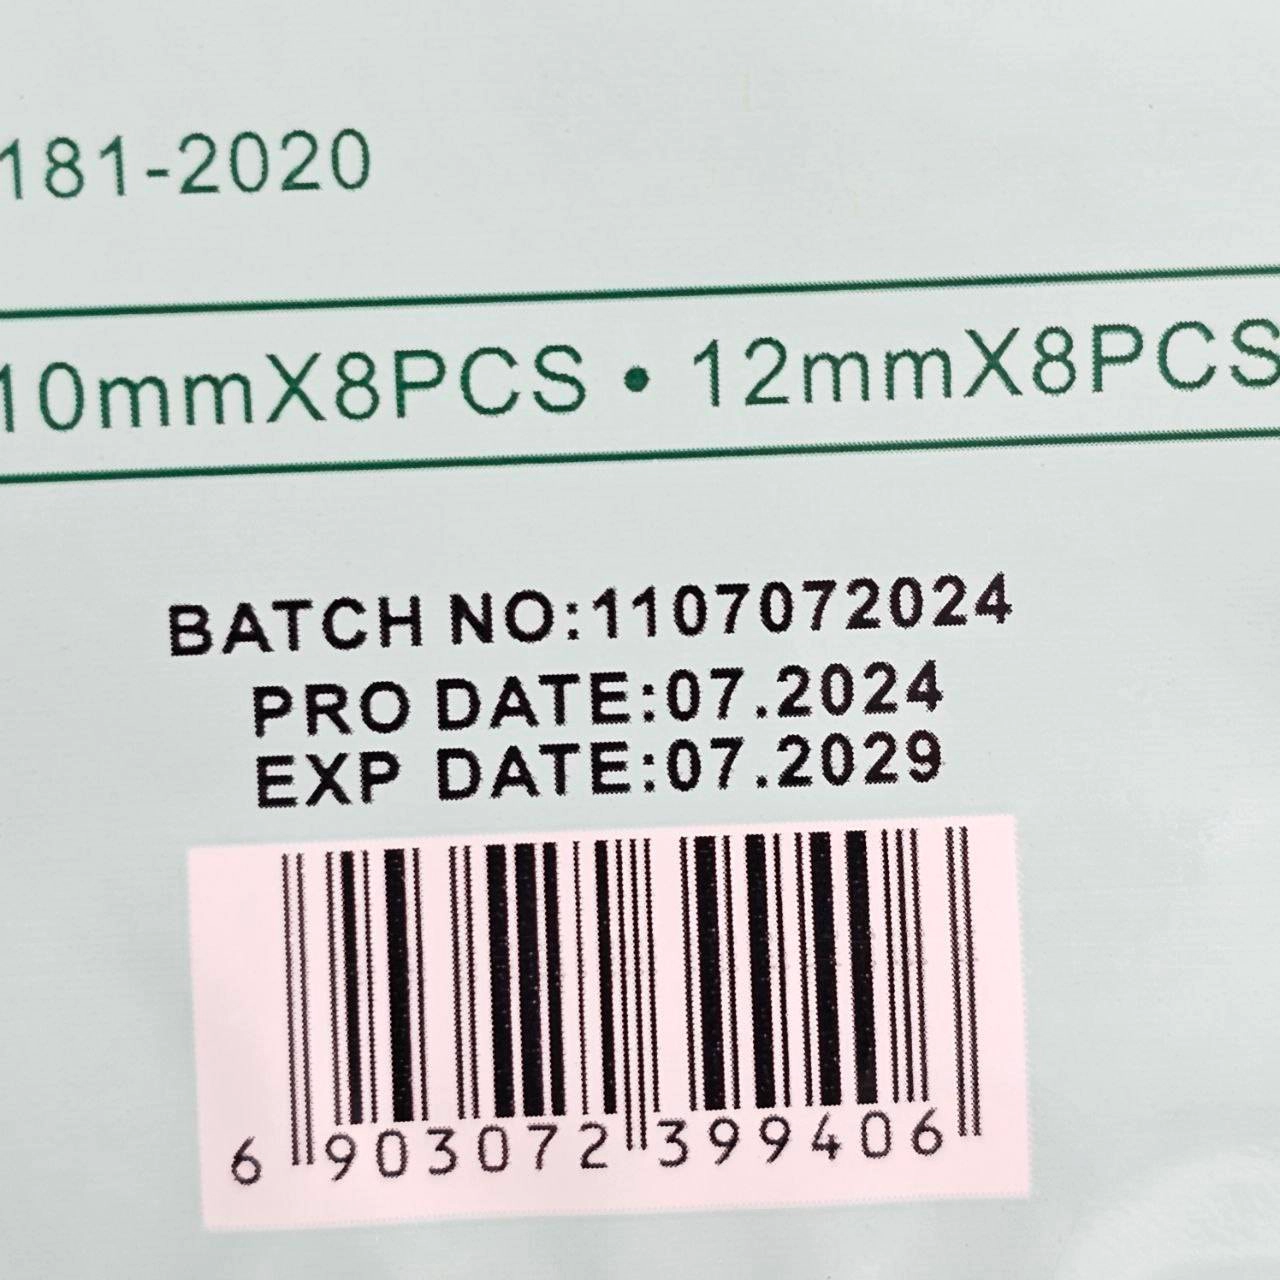 181-2020
10mmX8PCS • 12mmX8PCS
BATCH NO:1107072024
PRO DATE:07.2024
EXP DATE:07.2029
6 903072 399406